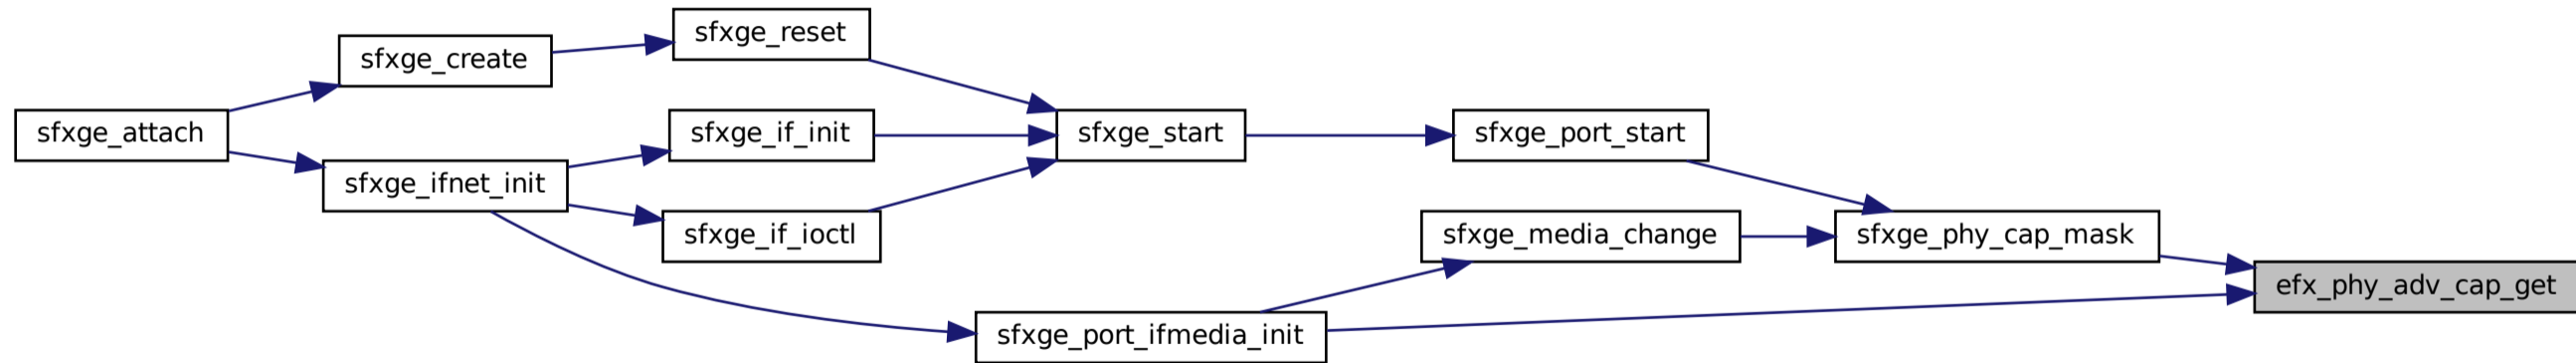 sfxge_reset
sfxge_create
sfxge_attach
sfxge_if_init
sfxge_start
sfxge_port_start
sfxge_ifnet_init
sfxge_if_ioctl
sfxge_media_change
sfxge_phy_cap_mask
efx_phy_adv_cap_get
sfxge_port_ifmedia_init